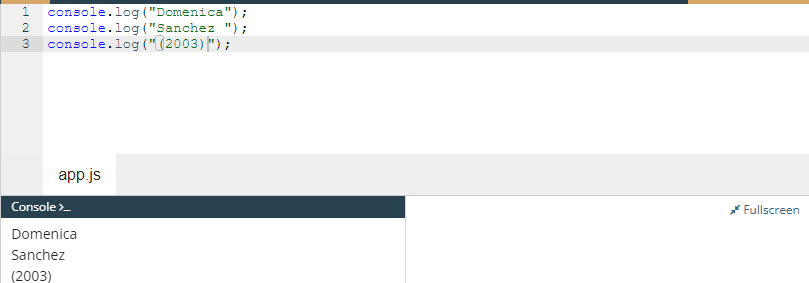 1 console.log("Domenica");
2 console.log("Sanchez ");
3 console.log("(2003)");
app.js
Console >_
Fullscreen
Domenica
Sanchez
(2003)